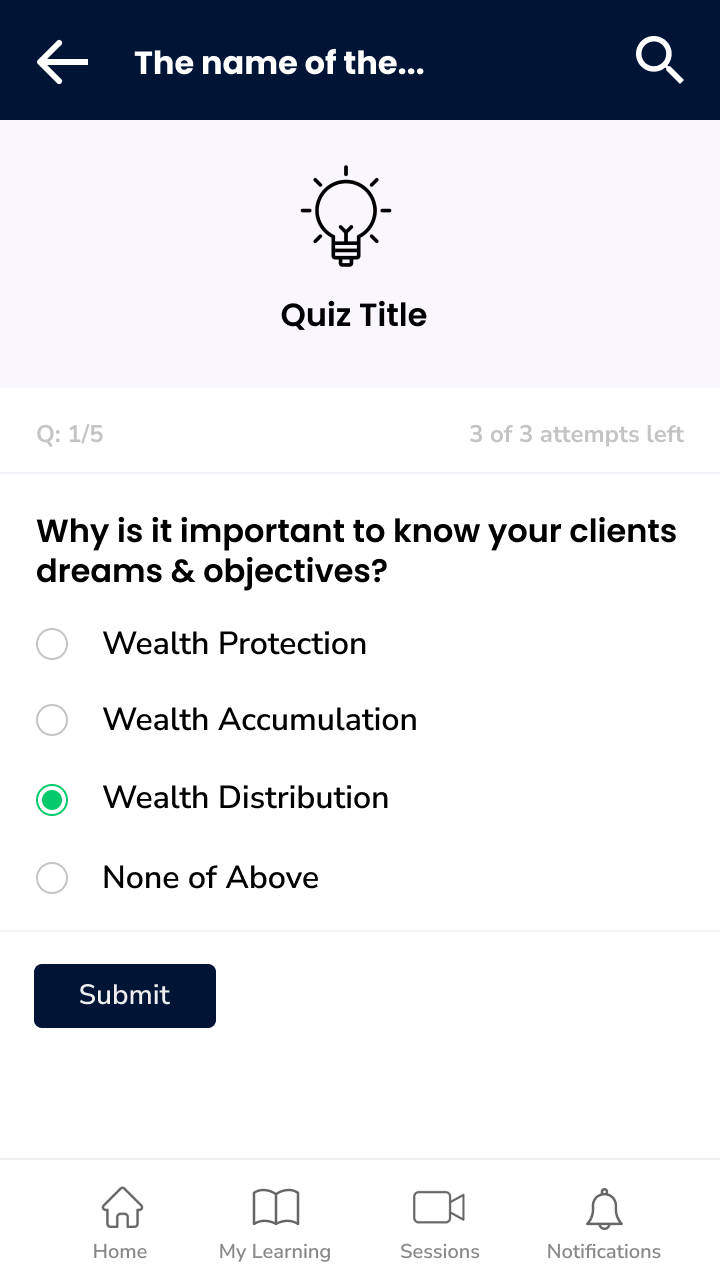 The name of the...
Quiz Title
Q: 1/5
3 of 3 attempts left
Why is it important to know your clients
dreams & objectives?
Wealth Protection
Wealth Accumulation
Wealth Distribution
None of Above
Submit
Home
My Learning
Sessions
Notifications